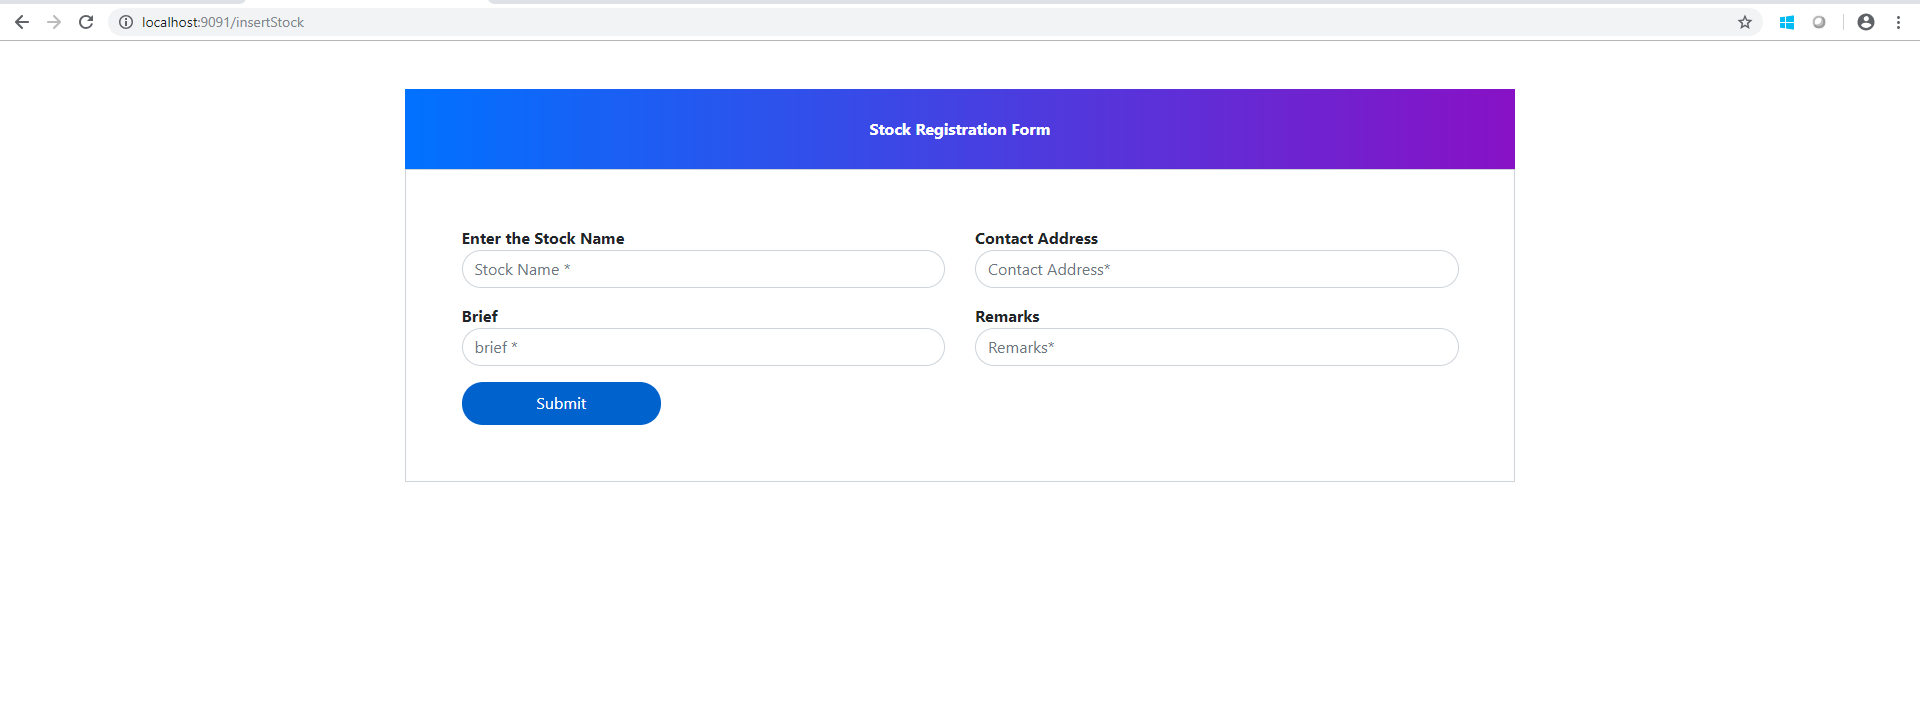 localhost:9091/insertStock
Stock Registration Form
Enter the Stock Name
Contact Address
Stock Name *
Contact Address*
Brief
Remarks
brief *
Remarks*
Submit